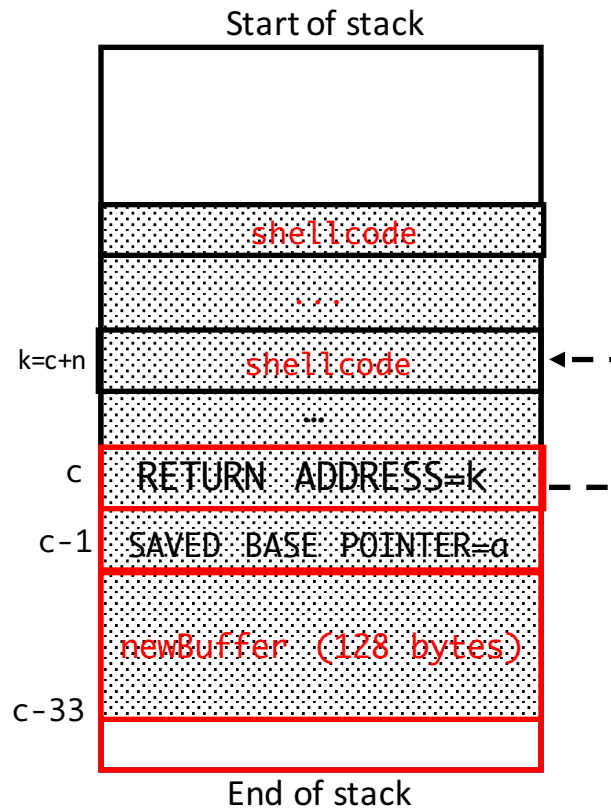 Start of stack
shellcode
...
k=c+n
shellcode
...
c
RETURN ADDRESS=k
c-1
SAVED BASE POINTER=a
newBuffer (128 bytes)
c-33
End of stack